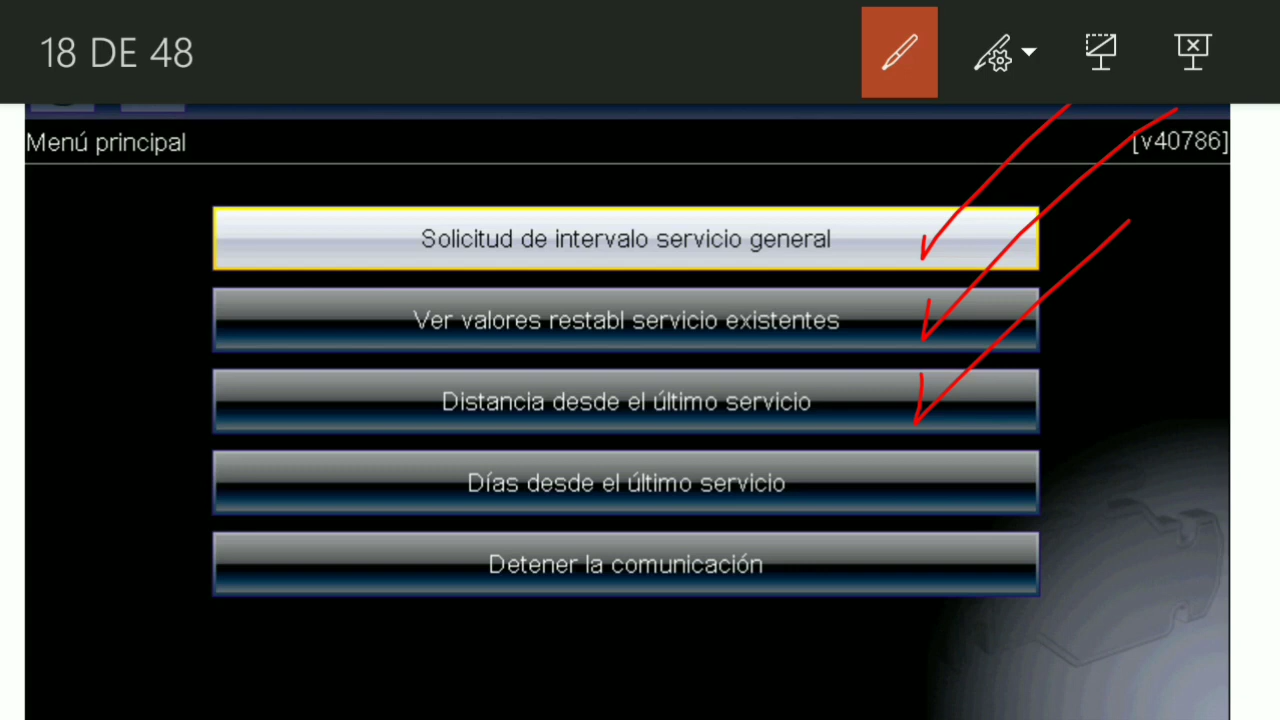 18 DE 48
Menú principal [v40786]
Solicitud de intervalo servicio general
Ver valores restabl servicio existentes
Distancia desde el último servicio
Días desde el último servicio
Detener la comunicación